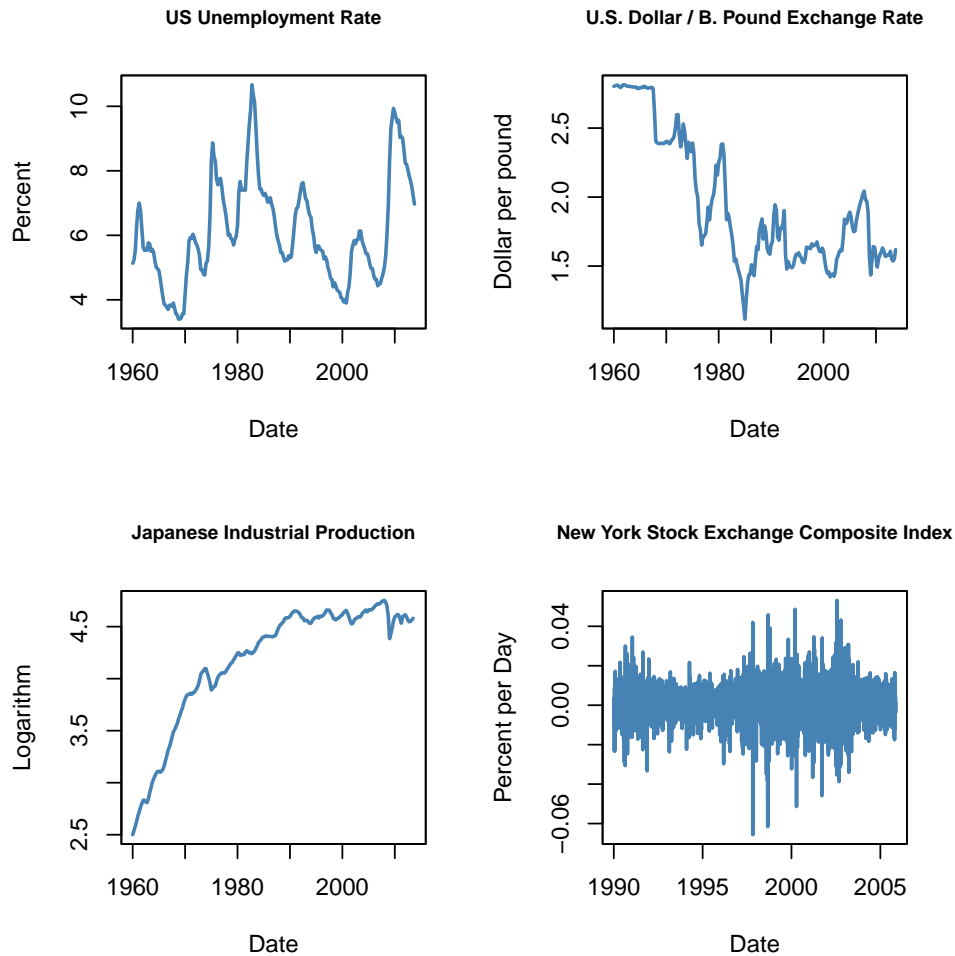 US Unemployment Rate
Percent
10
8
6
4
1960 1980 2000
Date
U.S. Dollar / B. Pound Exchange Rate
Dollar per pound
2.5
2.0
1.5
1960 1980 2000
Date
Japanese Industrial Production
Logarithm
4.5
3.5
2.5
1960 1980 2000
Date
New York Stock Exchange Composite Index
Percent per Day
0.04
0.00
−0.06
1990 1995 2000 2005
Date